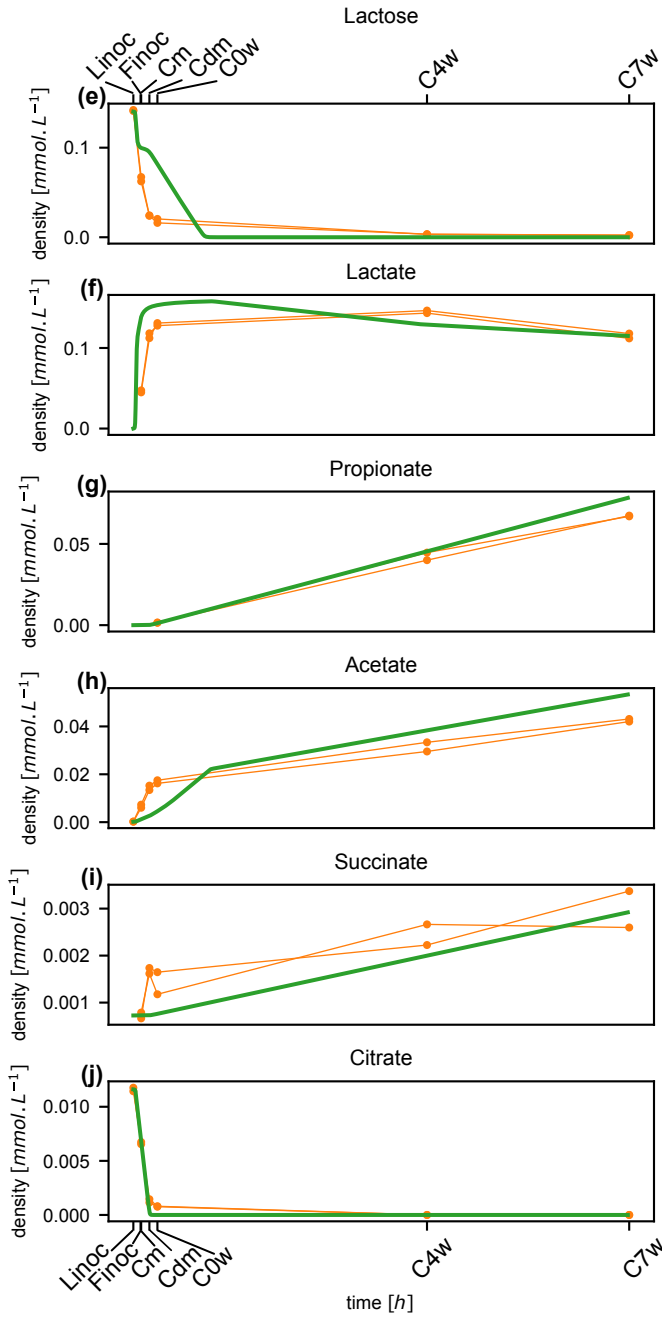 Lactose
Linoc
Finoc
Cm
Cdm
C0w
C4w
C7w
(e)
0.1
0.0
density [mmol.L⁻¹]
Lactate
(f)
0.1
0.0
density [mmol.L⁻¹]
Propionate
(g)
0.05
0.00
density [mmol.L⁻¹]
Acetate
(h)
0.04
0.02
0.00
density [mmol.L⁻¹]
Succinate
(i)
0.003
0.002
0.001
density [mmol.L⁻¹]
Citrate
(j)
0.010
0.005
0.000
density [mmol.L⁻¹]
Linoc
Finoc
Cm
Cdm
C0w
C4w
C7w
time [h]